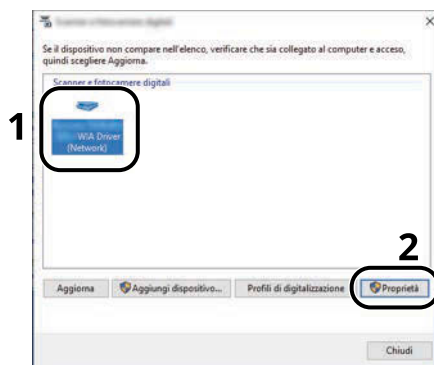 Se il dispositivo non compare nell'elenco, verificare che sia collegato al computer e acceso,
quindi scegliere Aggiorna.
Scanner e fotocamere digitali
1
WIA Driver
(Network)
2
Aggiorna Aggiungi dispositivo... Profili di digitalizzazione Proprietà
Chiudi